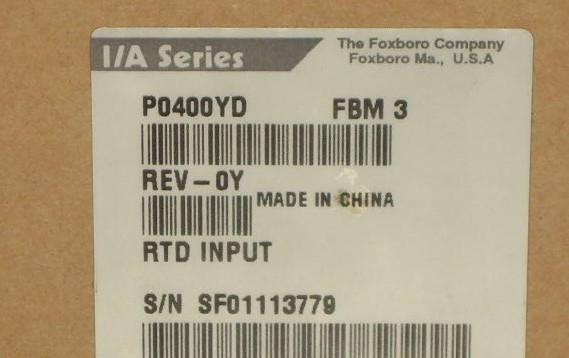 I/A Series
The Foxboro Company
Foxboro Ma., U.S.A
P0400YD FBM 3
REV-0Y
MADE IN CHINA
RTD INPUT
S/N SF01113779